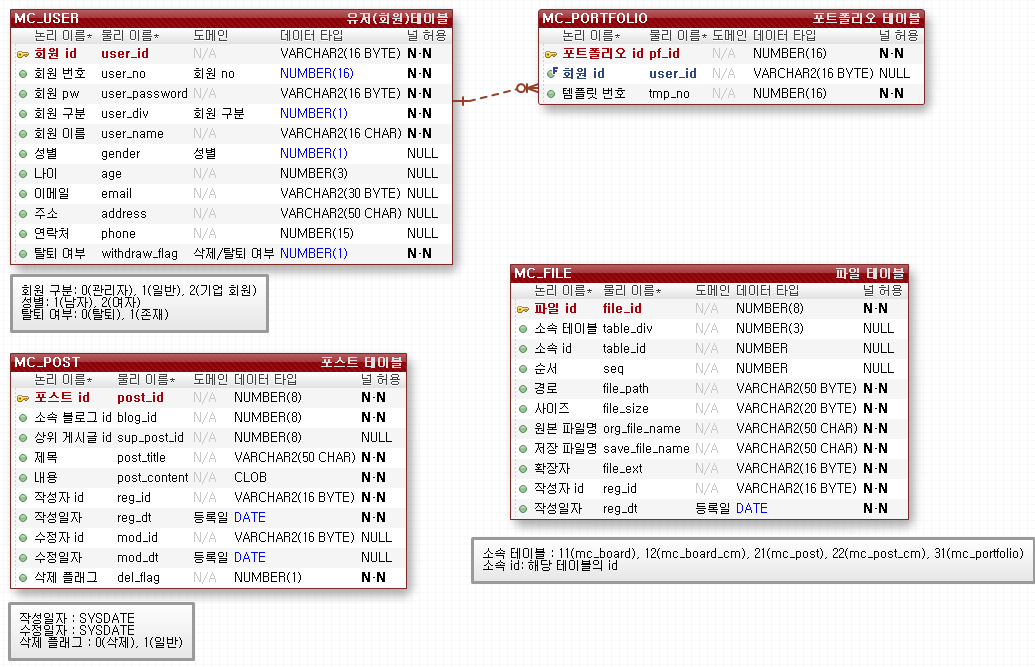 MC_USER 유저(회원)테이블
논리 이름* 물리 이름* 도메인 데이터 타입 널 허용
회원 id user_id N/A VARCHAR2(16 BYTE) N·N
회원 번호 user_no 회원 no NUMBER(16) N·N
회원 pw user_password N/A VARCHAR2(16 BYTE) N·N
회원 구분 user_div 회원 구분 NUMBER(1) N·N
회원 이름 user_name N/A VARCHAR2(16 CHAR) N·N
성별 gender 성별 NUMBER(1) NULL
나이 age N/A NUMBER(3) NULL
이메일 email N/A VARCHAR2(30 BYTE) NULL
주소 address N/A VARCHAR2(50 CHAR) NULL
연락처 phone N/A NUMBER(15) NULL
탈퇴 여부 withdraw_flag 삭제/탈퇴 여부 NUMBER(1) N·N
회원 구분: 0(관리자), 1(일반), 2(기업 회원)
성별: 1(남자), 2(여자)
탈퇴 여부: 0(탈퇴), 1(존재)
MC_PORTFOLIO 포트폴리오 테이블
논리 이름* 물리 이름* 도메인 데이터 타입 널 허용
포트폴리오 id pf_id N/A NUMBER(16) N·N
회원 id user_id N/A VARCHAR2(16 BYTE) NULL
템플릿 번호 tmp_no N/A NUMBER(16) N·N
MC_FILE 파일 테이블
논리 이름* 물리 이름* 도메인 데이터 타입 널 허용
파일 id file_id N/A NUMBER(8) N·N
소속 테이블 table_div N/A NUMBER(3) NULL
소속 id table_id N/A NUMBER NULL
순서 seq N/A NUMBER NULL
경로 file_path N/A VARCHAR2(50 BYTE) N·N
사이즈 file_size N/A VARCHAR2(20 BYTE) N·N
원본 파일명 org_file_name N/A VARCHAR2(50 CHAR) N·N
저장 파일명 save_file_name N/A VARCHAR2(50 CHAR) N·N
확장자 file_ext N/A VARCHAR2(16 BYTE) N·N
작성자 id reg_id N/A VARCHAR2(16 BYTE) N·N
작성일자 reg_dt 등록일 DATE N·N
소속 테이블 : 11(mc_board), 12(mc_board_cm), 21(mc_post), 22(mc_post_cm), 31(mc_portfolio)
소속 id: 해당 테이블의 id
MC_POST 포스트 테이블
논리 이름* 물리 이름* 도메인 데이터 타입 널 허용
포스트 id post_id N/A NUMBER(8) N·N
소속 블로그 id blog_id N/A NUMBER(8) N·N
상위 게시글 id sup_post_id N/A NUMBER(8) NULL
제목 post_title N/A VARCHAR2(50 CHAR) N·N
내용 post_content N/A CLOB N·N
작성자 id reg_id N/A VARCHAR2(16 BYTE) N·N
작성일자 reg_dt 등록일 DATE N·N
수정자 id mod_id N/A VARCHAR2(16 BYTE) NULL
수정일자 mod_dt 등록일 DATE NULL
삭제 플래그 del_flag N/A NUMBER(1) N·N
작성일자 : SYSDATE
수정일자 : SYSDATE
삭제 플래그 : 0(삭제), 1(일반)